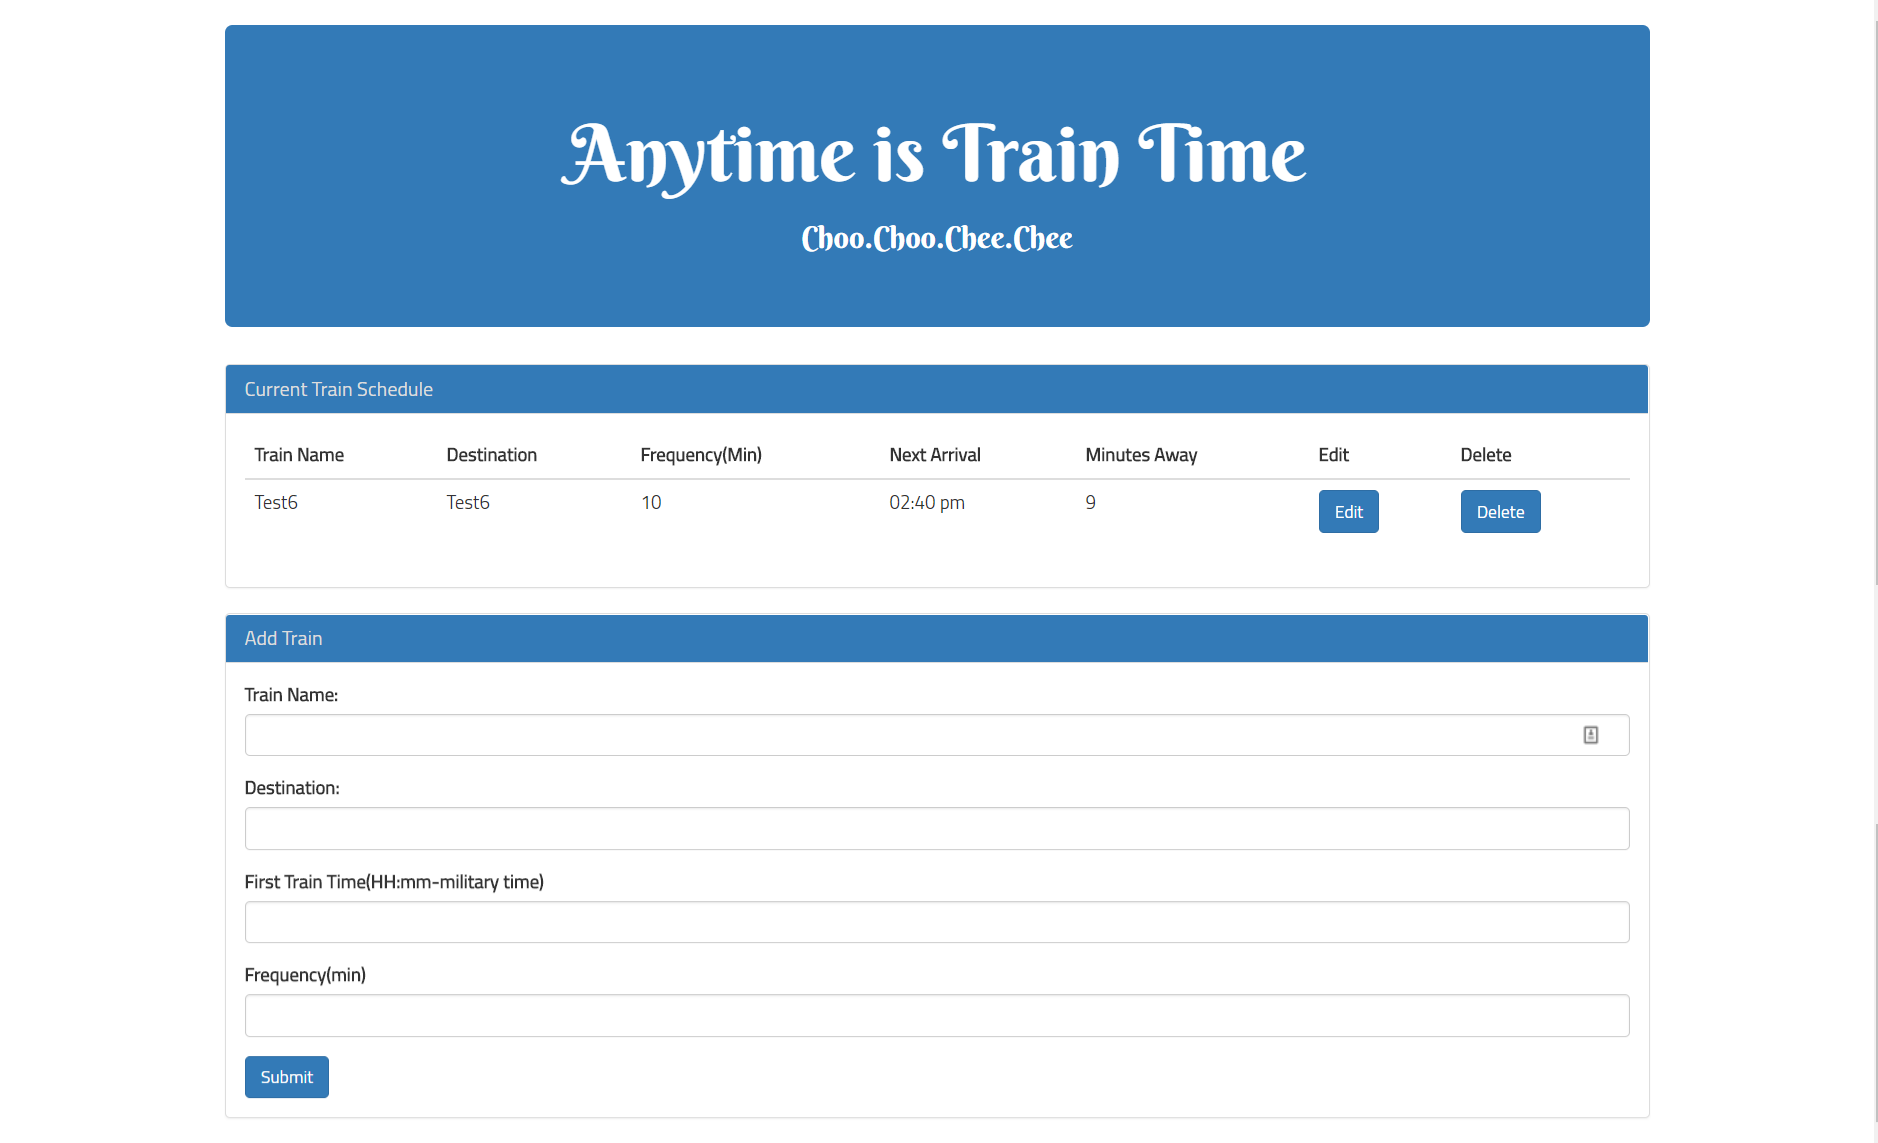 Anytime is Train Time
Choo.Choo.Chee.Chee
Current Train Schedule
Train Name Destination Frequency(Min) Next Arrival Minutes Away Edit Delete
Test6 Test6 10 02:40 pm 9 Edit Delete
Add Train
Train Name:
Destination:
First Train Time(HH:mm-military time)
Frequency(min)
Submit